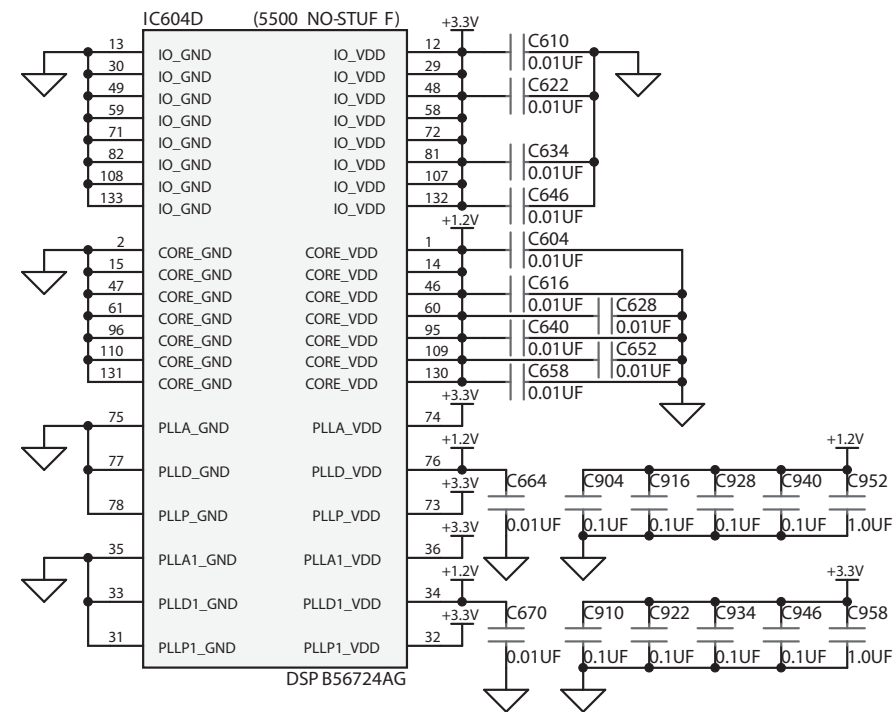 IC604D (5500 NO-STUF F)
+3.3V
13 IO_GND IO_VDD 12 C610
0.01UF
30 IO_GND IO_VDD 29
49 IO_GND IO_VDD 48 C622
0.01UF
59 IO_GND IO_VDD 58
71 IO_GND IO_VDD 72
82 IO_GND IO_VDD 81 C634
0.01UF
108 IO_GND IO_VDD 107
133 IO_GND IO_VDD 132 C646
0.01UF
+1.2V
2 CORE_GND CORE_VDD 1 C604
0.01UF
15 CORE_GND CORE_VDD 14
47 CORE_GND CORE_VDD 46 C616
0.01UF
61 CORE_GND CORE_VDD 60 C628
0.01UF
96 CORE_GND CORE_VDD 95 C640
0.01UF
110 CORE_GND CORE_VDD 109 C652
0.01UF
131 CORE_GND CORE_VDD 130 C658
0.01UF
+3.3V
75 PLLA_GND PLLA_VDD 74
+1.2V +1.2V
77 PLLD_GND PLLD_VDD 76 C664 C904 C916 C928 C940 C952
+3.3V
78 PLLP_GND PLLP_VDD 73 0.01UF 0.1UF 0.1UF 0.1UF 0.1UF 1.0UF
+3.3V
35 PLLA1_GND PLLA1_VDD 36
+1.2V +3.3V
33 PLLD1_GND PLLD1_VDD 34 C670 C910 C922 C934 C946 C958
+3.3V
31 PLLP1_GND PLLP1_VDD 32 0.01UF 0.1UF 0.1UF 0.1UF 0.1UF 1.0UF
DSP B56724AG